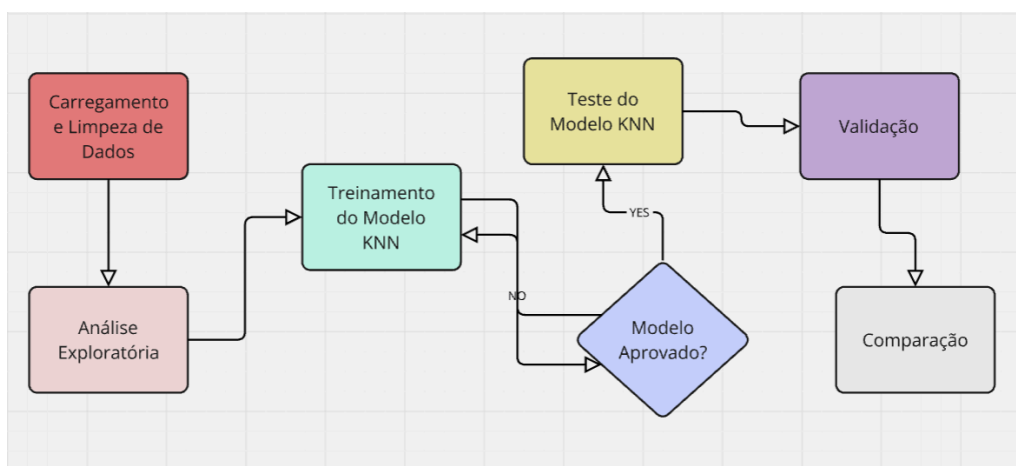 Carregamento
e Limpeza de
Dados
Análise
Exploratória
Treinamento
do Modelo
KNN
NO
Modelo
Aprovado?
YES
Teste do
Modelo KNN
Validação
Comparação